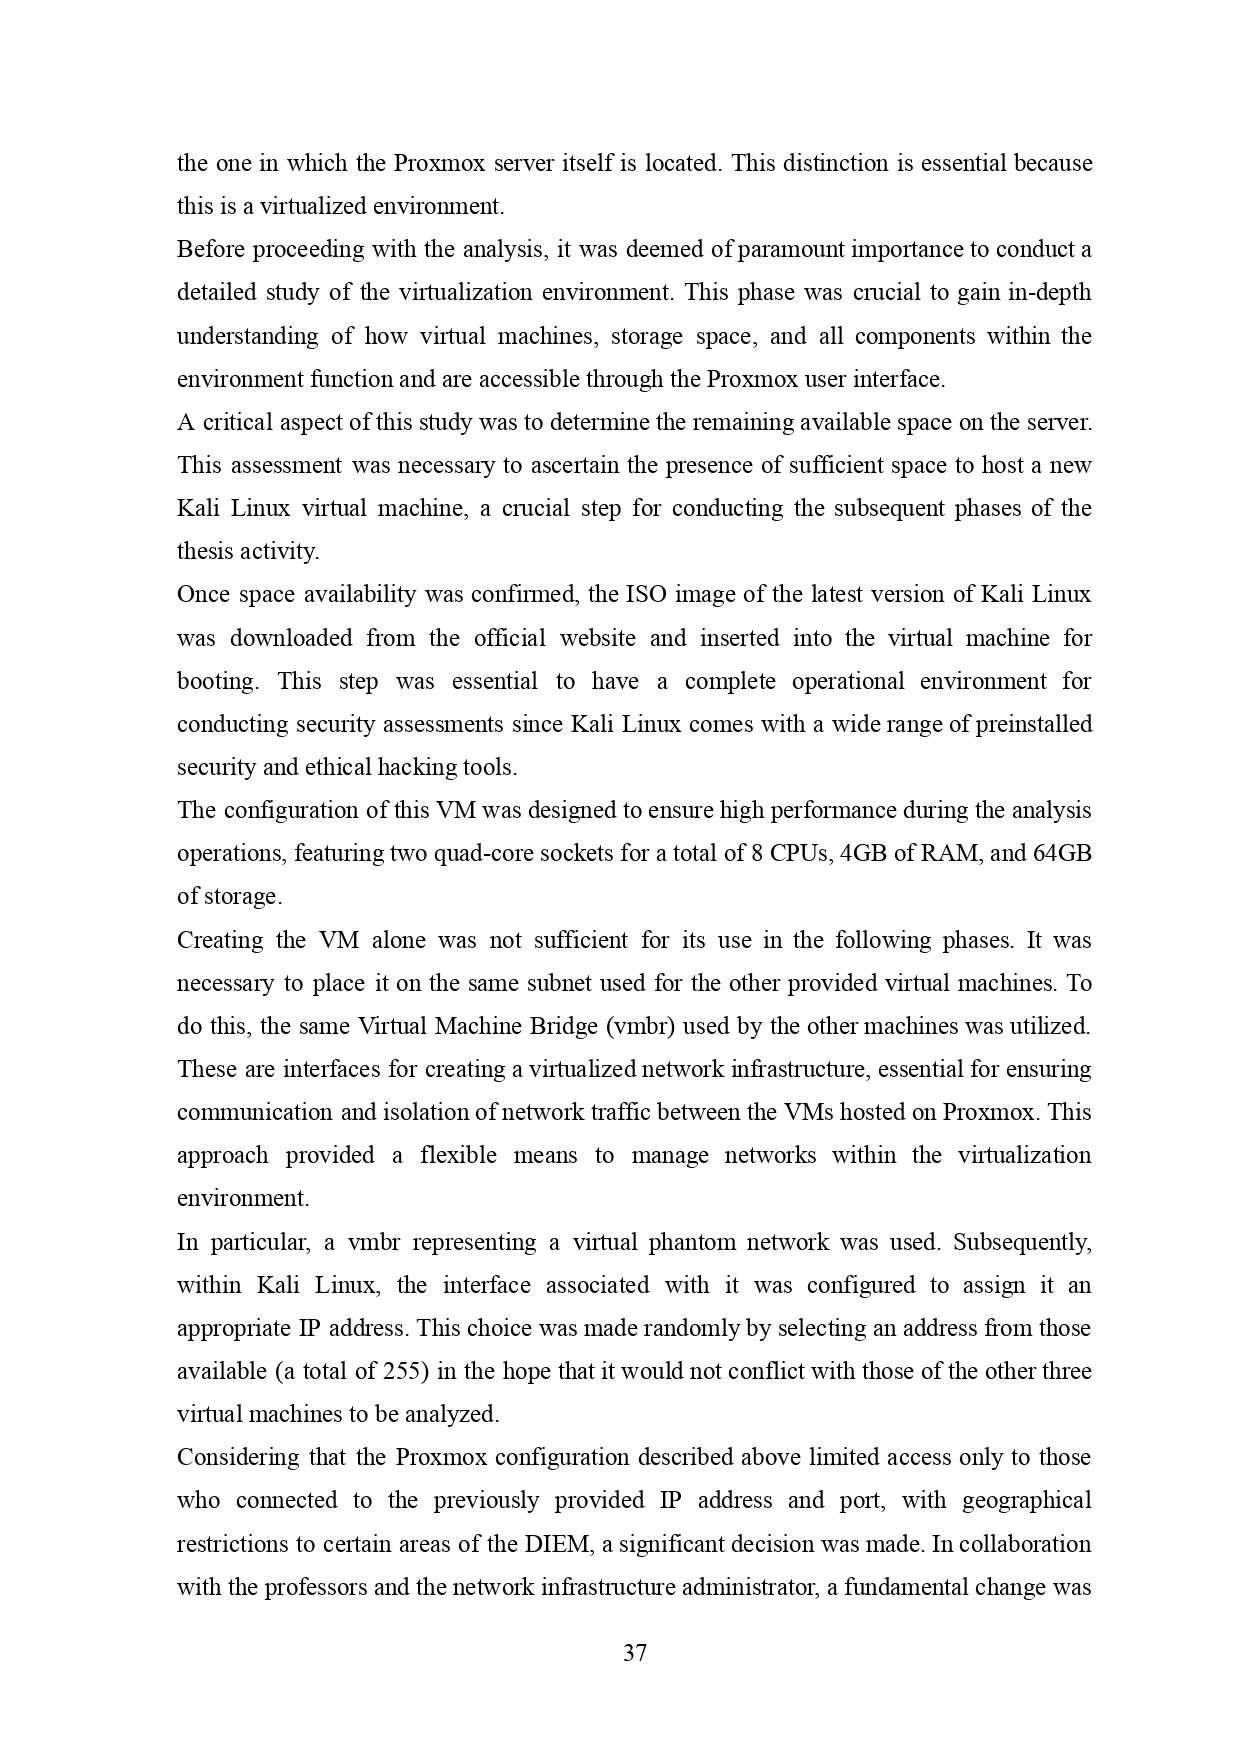 the one in which the Proxmox server itself is located. This distinction is essential because
this is a virtualized environment.
Before proceeding with the analysis, it was deemed of paramount importance to conduct a
detailed study of the virtualization environment. This phase was crucial to gain in-depth
understanding of how virtual machines, storage space, and all components within the
environment function and are accessible through the Proxmox user interface.
A critical aspect of this study was to determine the remaining available space on the server.
This assessment was necessary to ascertain the presence of sufficient space to host a new
Kali Linux virtual machine, a crucial step for conducting the subsequent phases of the
thesis activity.
Once space availability was confirmed, the ISO image of the latest version of Kali Linux
was downloaded from the official website and inserted into the virtual machine for
booting. This step was essential to have a complete operational environment for
conducting security assessments since Kali Linux comes with a wide range of preinstalled
security and ethical hacking tools.
The configuration of this VM was designed to ensure high performance during the analysis
operations, featuring two quad-core sockets for a total of 8 CPUs, 4GB of RAM, and 64GB
of storage.
Creating the VM alone was not sufficient for its use in the following phases. It was
necessary to place it on the same subnet used for the other provided virtual machines. To
do this, the same Virtual Machine Bridge (vmbr) used by the other machines was utilized.
These are interfaces for creating a virtualized network infrastructure, essential for ensuring
communication and isolation of network traffic between the VMs hosted on Proxmox. This
approach provided a flexible means to manage networks within the virtualization
environment.
In particular, a vmbr representing a virtual phantom network was used. Subsequently,
within Kali Linux, the interface associated with it was configured to assign it an
appropriate IP address. This choice was made randomly by selecting an address from those
available (a total of 255) in the hope that it would not conflict with those of the other three
virtual machines to be analyzed.
Considering that the Proxmox configuration described above limited access only to those
who connected to the previously provided IP address and port, with geographical
restrictions to certain areas of the DIEM, a significant decision was made. In collaboration
with the professors and the network infrastructure administrator, a fundamental change was
37